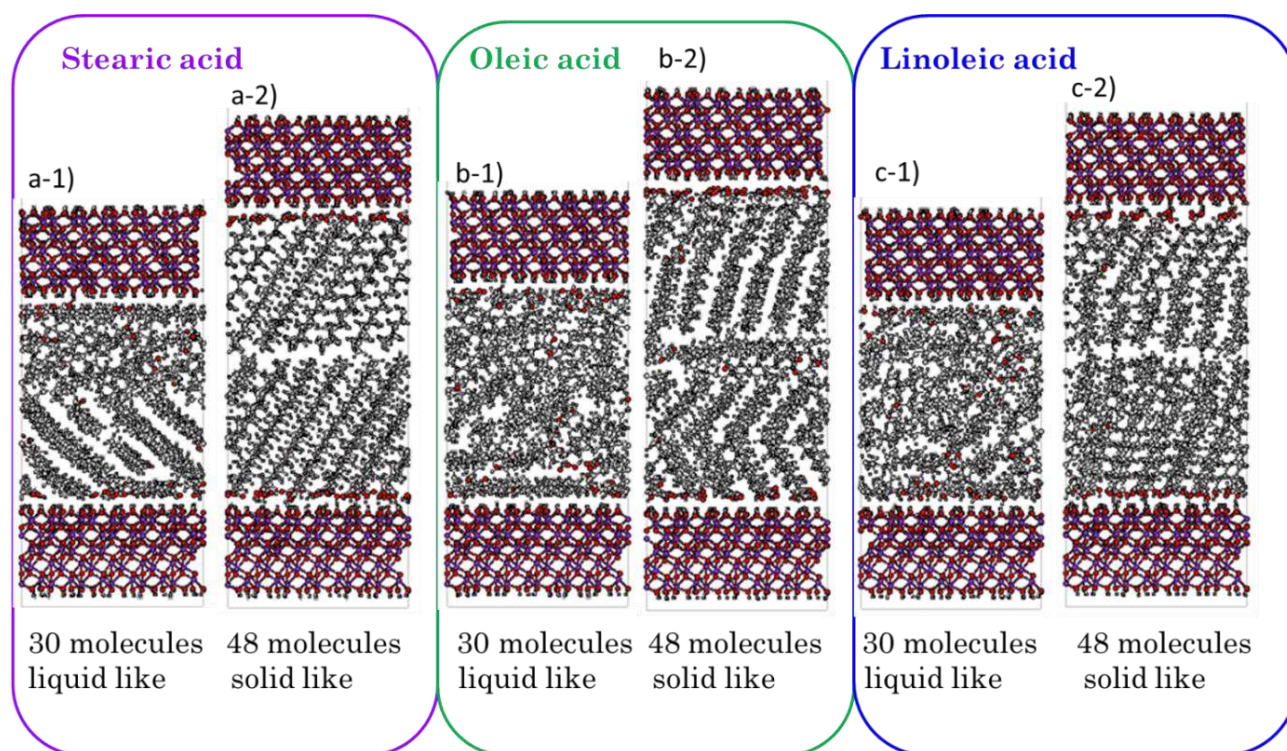 Stearic acid
a-1)
a-2)
30 molecules
liquid like
48 molecules
solid like
Oleic acid
b-1)
b-2)
30 molecules
liquid like
48 molecules
solid like
Linoleic acid
c-1)
c-2)
30 molecules
liquid like
48 molecules
solid like